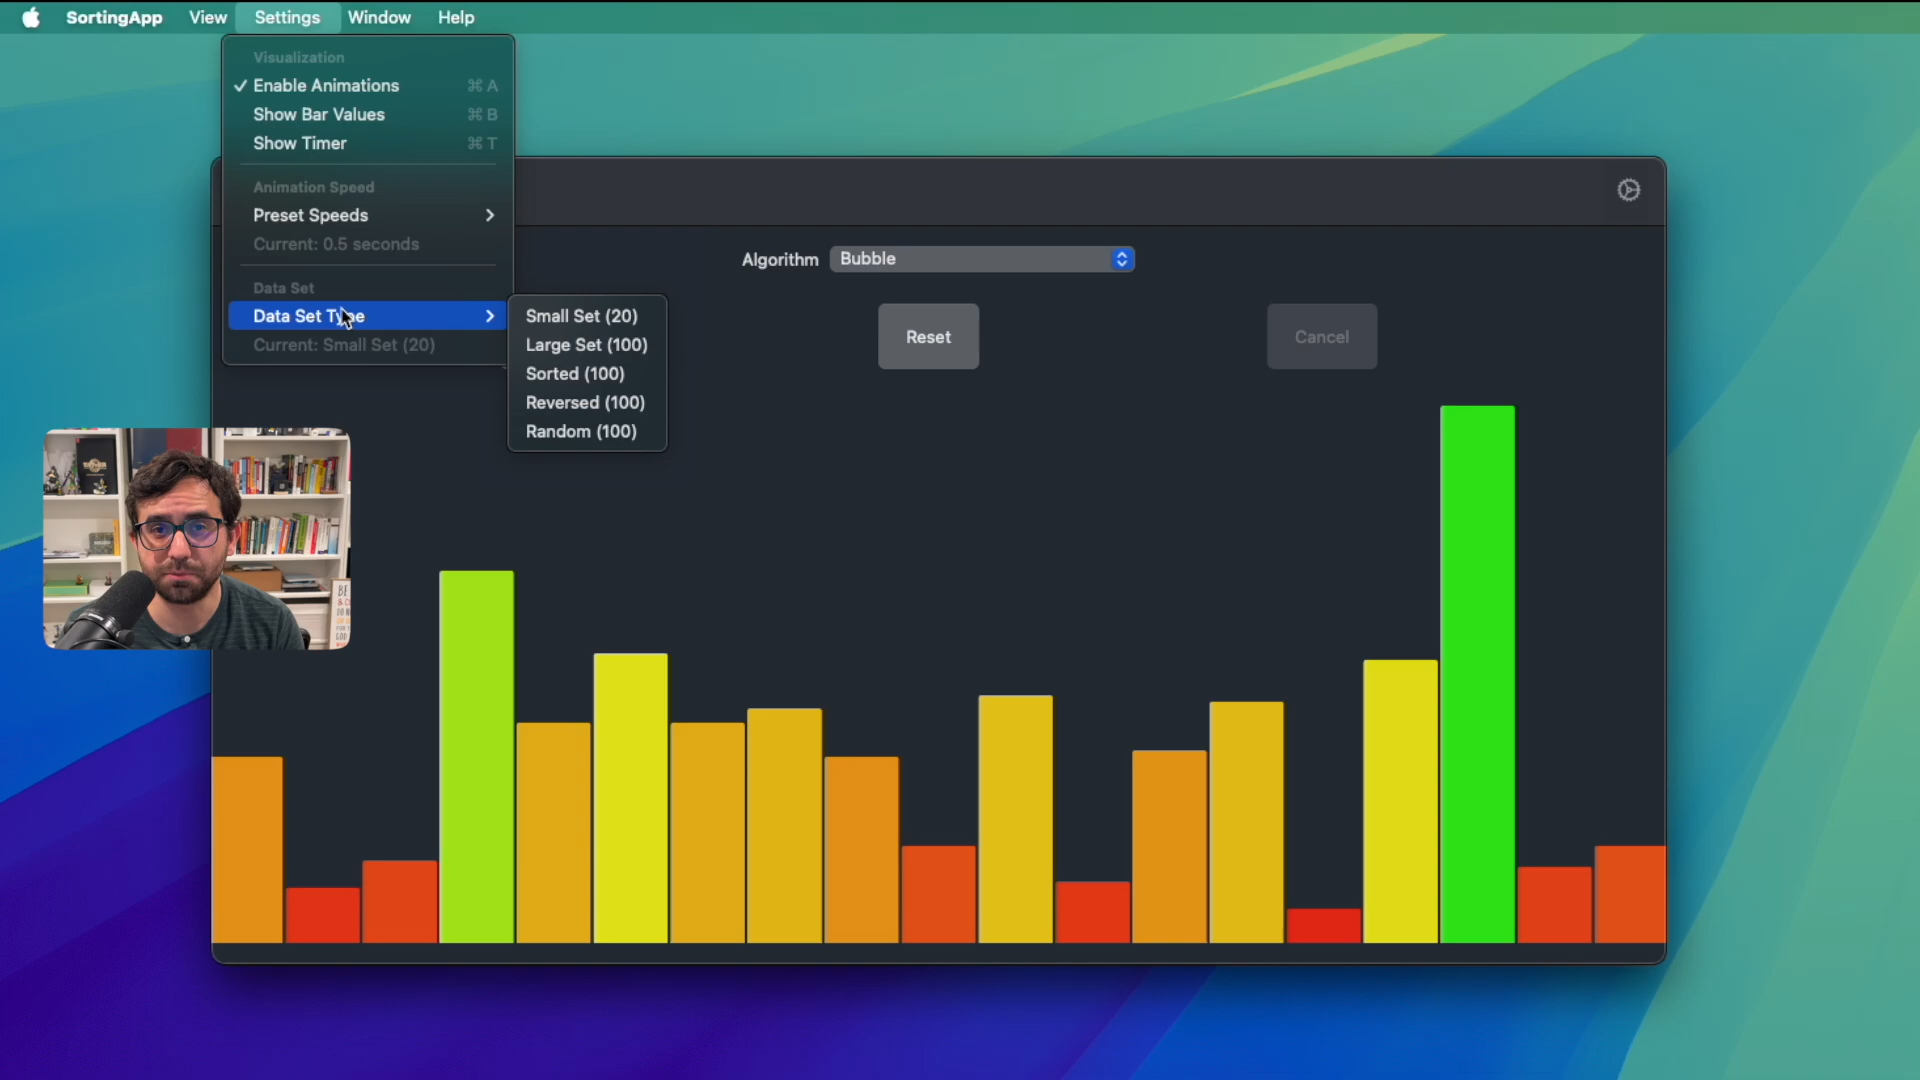 SortingApp View Settings Window Help
Visualization
✓ Enable Animations ⌘ A
Show Bar Values ⌘ B
Show Timer ⌘ T
Animation Speed
Preset Speeds
Current: 0.5 seconds
Data Set
Data Set Type
Current: Small Set (20)
Small Set (20)
Large Set (100)
Sorted (100)
Reversed (100)
Random (100)
Algorithm Bubble
Reset
Cancel
BE